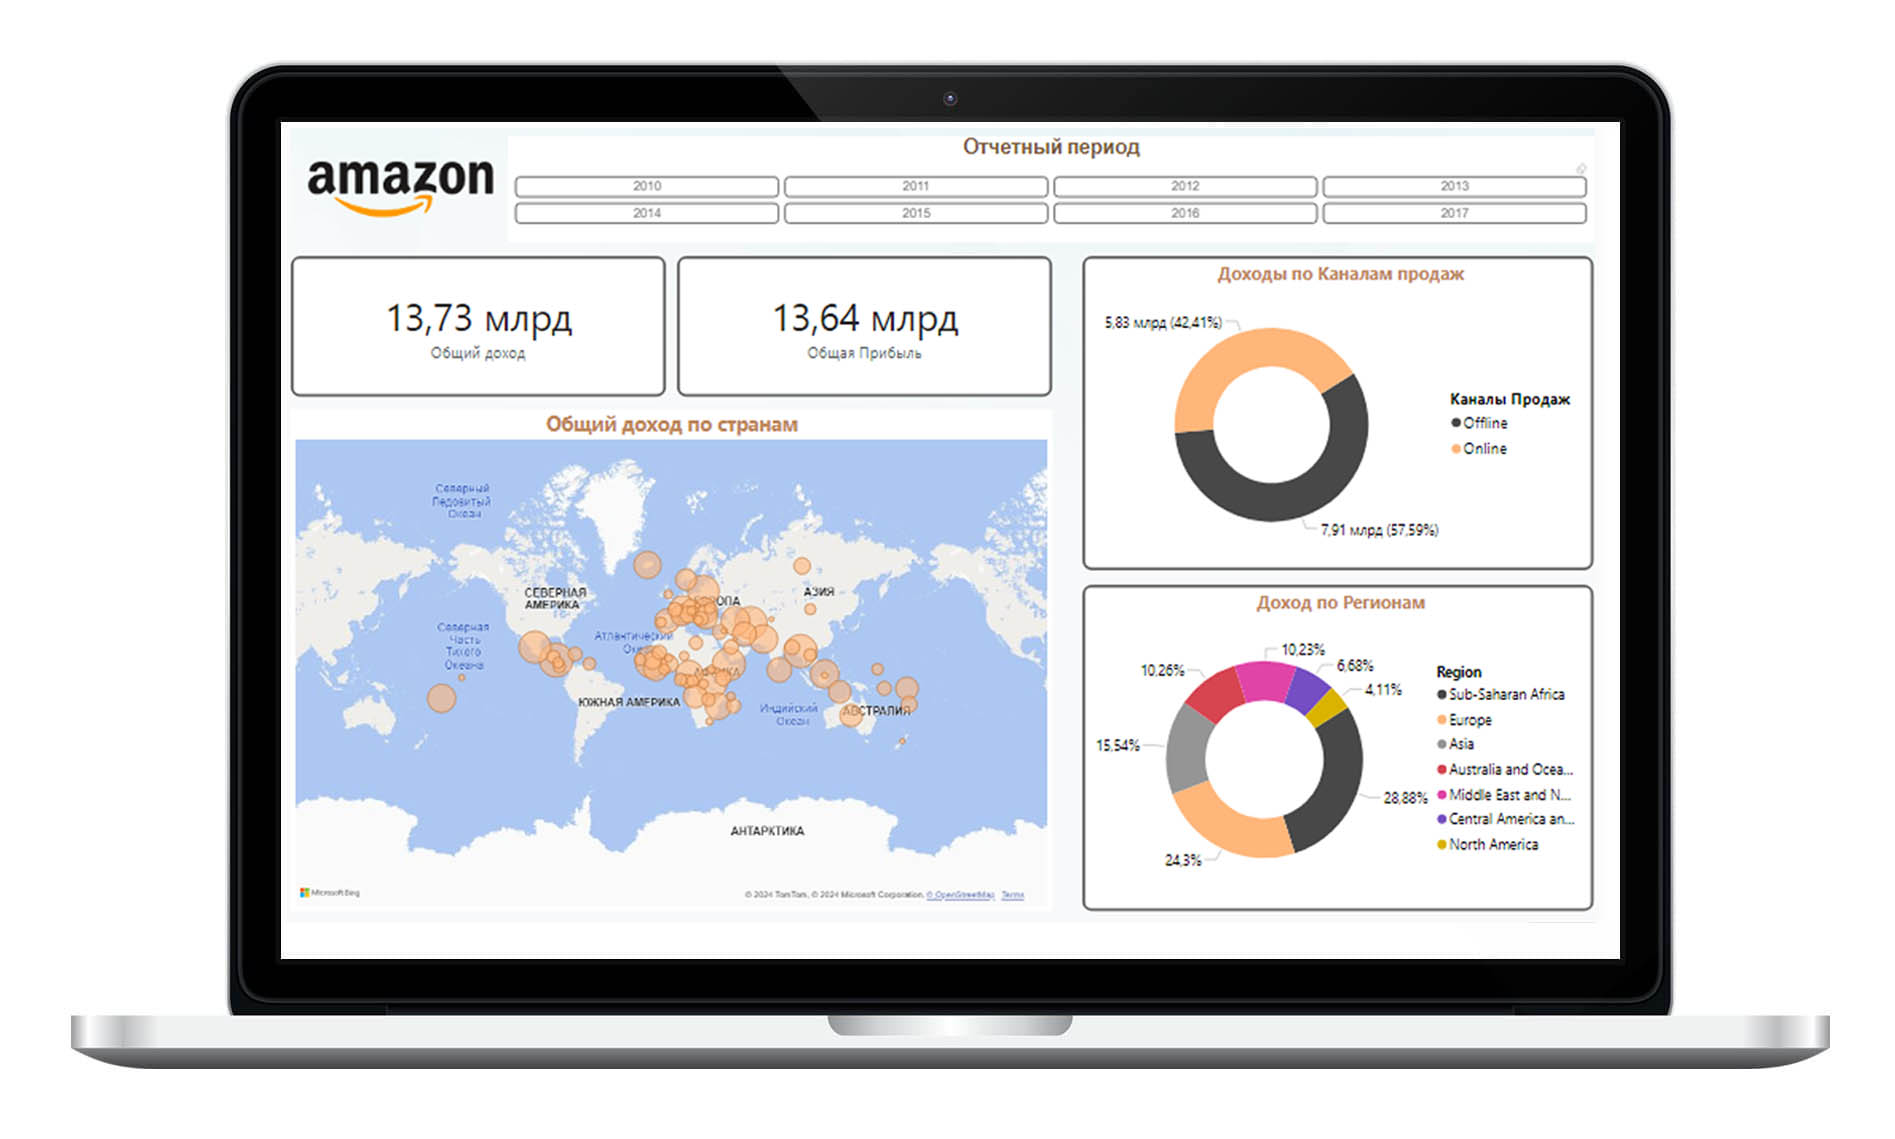 amazon
Отчетный период
2010
2011
2012
2013
2014
2015
2016
2017
13,73 млрд
Общий доход
13,64 млрд
Общая Прибыль
Доходы по Каналам продаж
5,83 млрд (42,41%)
7,91 млрд (57,59%)
Каналы Продаж
Offline
Online
Общий доход по странам
Северный
Ледовитый
Океан
СЕВЕРНАЯ
АМЕРИКА
ОПА
АЗИЯ
Северная
Часть
Тихого
Океана
Атлантический
Оке
АФРИКА
ЮЖНАЯ АМЕРИКА
Индийский
Океан
АВСТРАЛИЯ
АНТАРКТИКА
Microsoft Bing
© 2024 TomTom, © 2024 Microsoft Corporation, © OpenStreetMap Terms
Доход по Регионам
10,23%
10,26%
6,68%
4,11%
15,54%
28,88%
24,3%
Region
Sub-Saharan Africa
Europe
Asia
Australia and Ocea...
Middle East and N...
Central America an...
North America